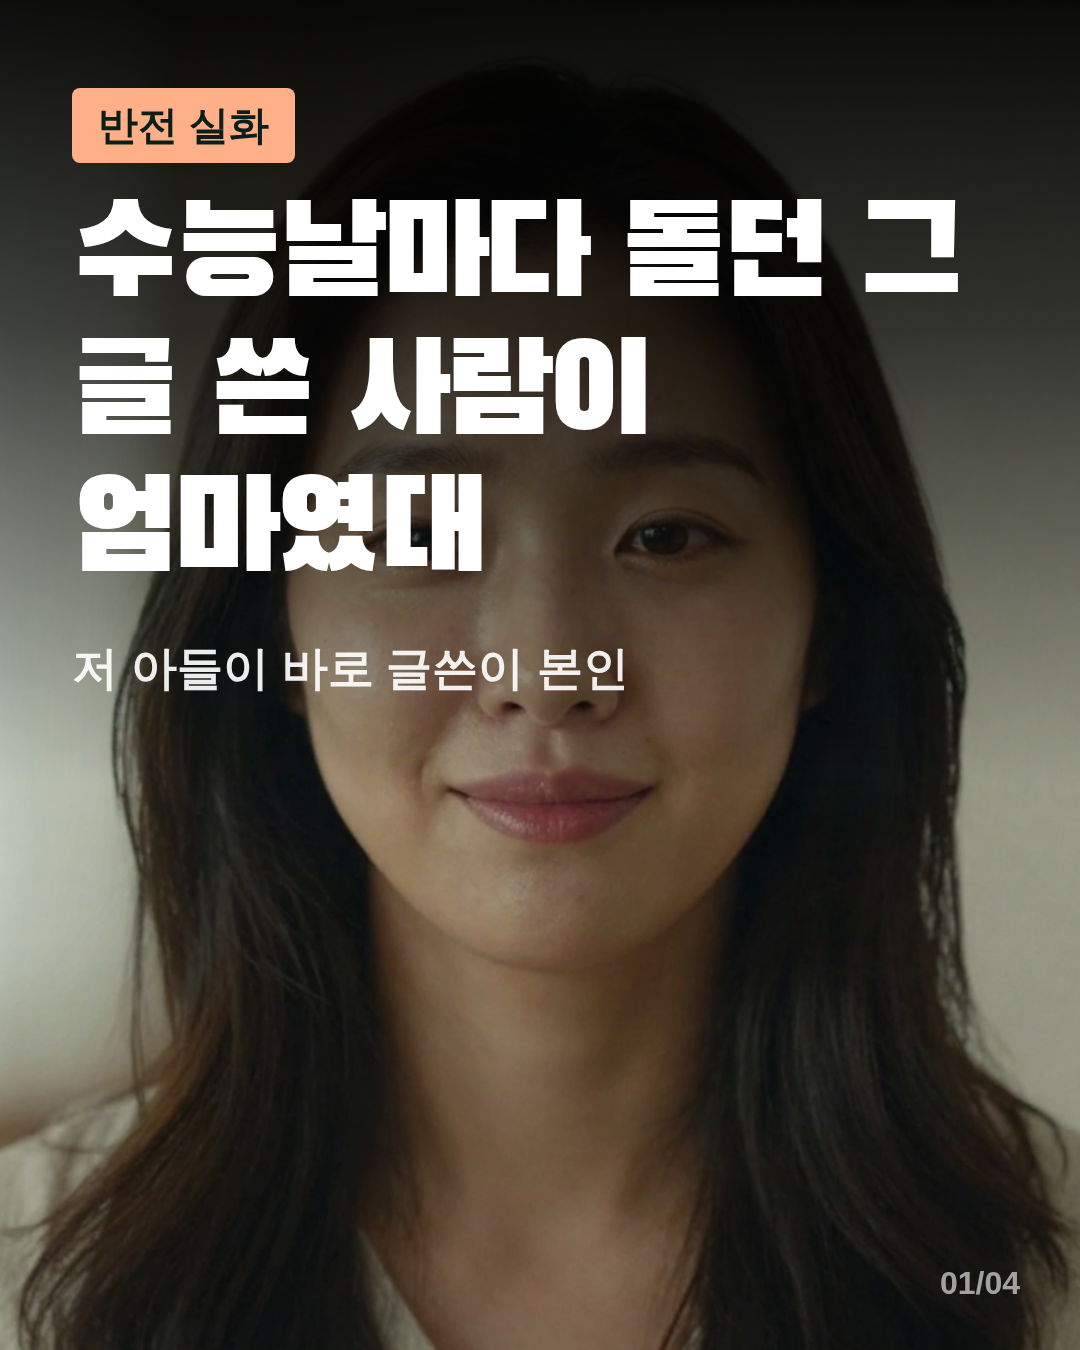 반전 실화
수능날마다 돌던 그
글 쓴 사람이
엄마였대
저 아들이 바로 글쓴이 본인
01/04